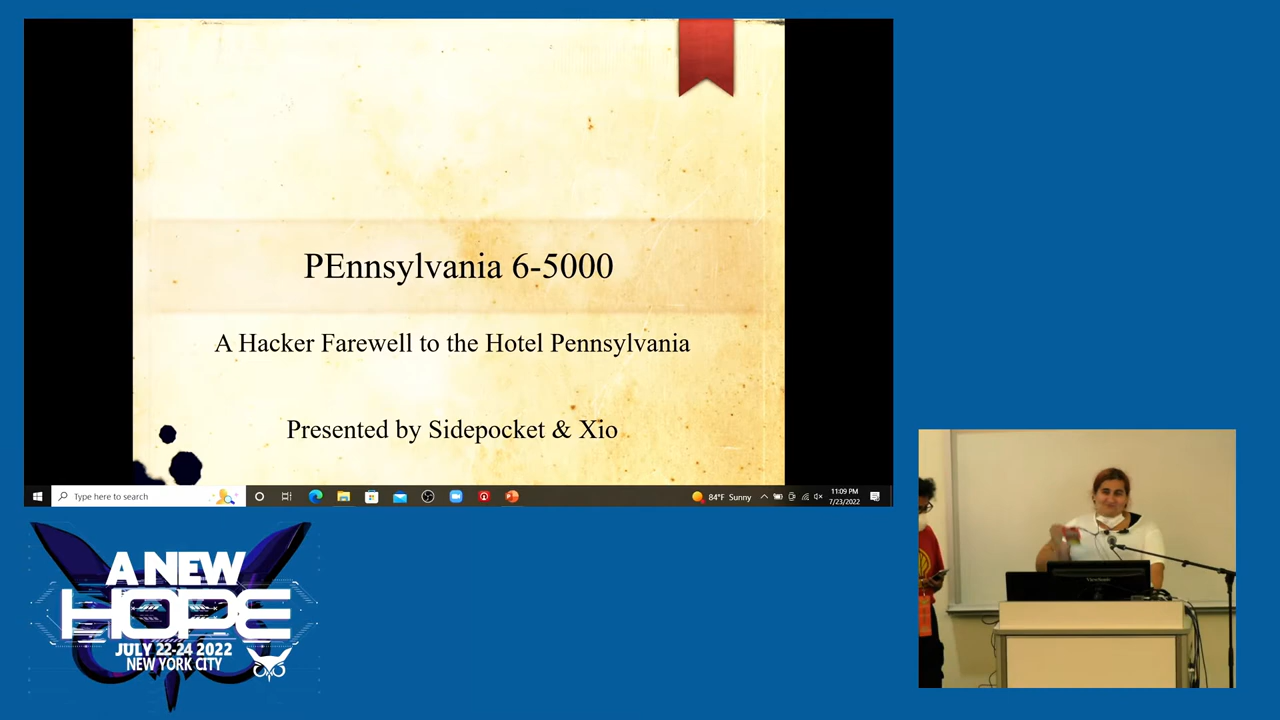 PEnnsylvania 6-5000
A Hacker Farewell to the Hotel Pennsylvania
Presented by Sidepocket & Xio
Type here to search
84°F Sunny
11:09 PM
7/23/2022
A NEW
HOPE
JULY 22-24 2022
NEW YORK CITY
ViewSonic